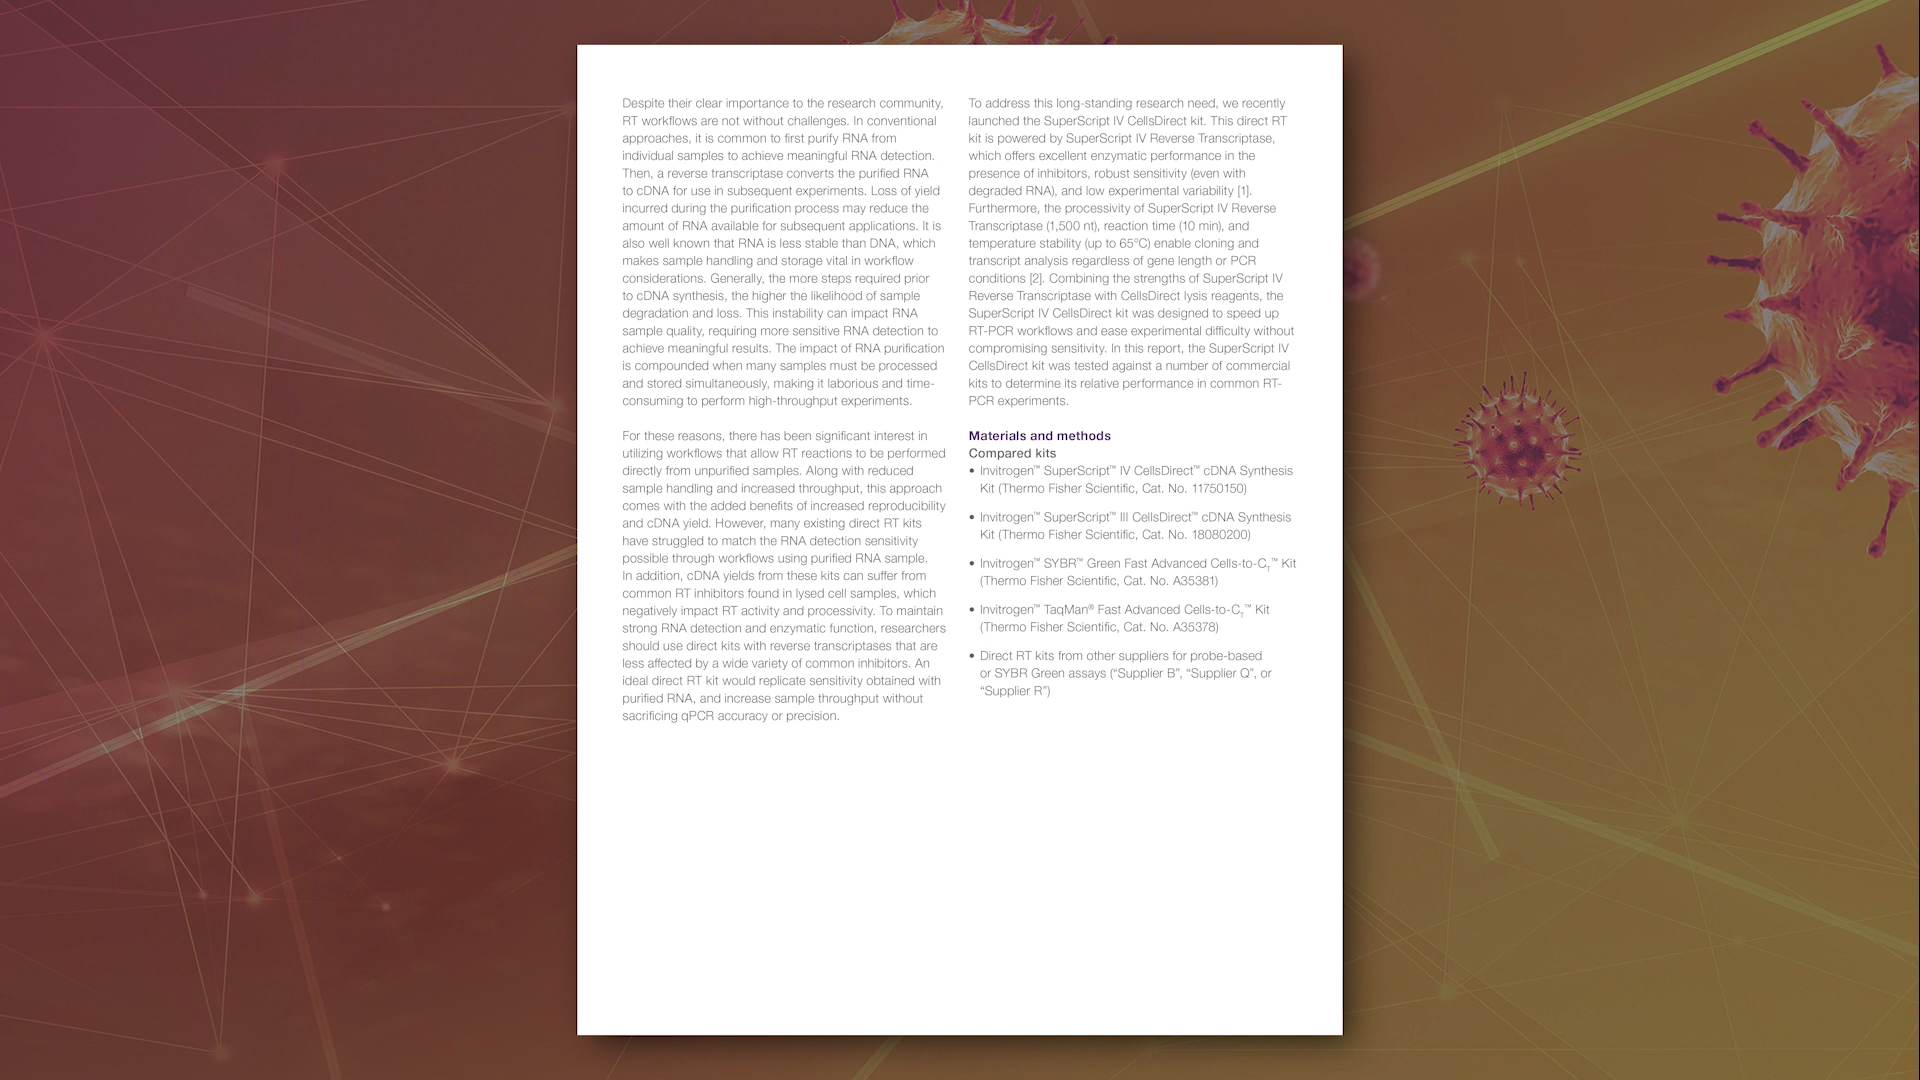 Despite their clear importance to the research community,
RT workflows are not without challenges. In conventional
approaches, it is common to first purify RNA from
individual samples to achieve meaningful RNA detection.
Then, a reverse transcriptase converts the purified RNA
to cDNA for use in subsequent experiments. Loss of yield
incurred during the purification process may reduce the
amount of RNA available for subsequent applications. It is
also well known that RNA is less stable than DNA, which
makes sample handling and storage vital in workflow
considerations. Generally, the more steps required prior
to cDNA synthesis, the higher the likelihood of sample
degradation and loss. This instability can impact RNA
sample quality, requiring more sensitive RNA detection to
achieve meaningful results. The impact of RNA purification
is compounded when many samples must be processed
and stored simultaneously, making it laborious and time-
consuming to perform high-throughput experiments.
For these reasons, there has been significant interest in
utilizing workflows that allow RT reactions to be performed
directly from unpurified samples. Along with reduced
sample handling and increased throughput, this approach
comes with the added benefits of increased reproducibility
and cDNA yield. However, many existing direct RT kits
have struggled to match the RNA detection sensitivity
possible through workflows using purified RNA sample.
In addition, cDNA yields from these kits can suffer from
common RT inhibitors found in lysed cell samples, which
negatively impact RT activity and processivity. To maintain
strong RNA detection and enzymatic function, researchers
should use direct kits with reverse transcriptases that are
less affected by a wide variety of common inhibitors. An
ideal direct RT kit would replicate sensitivity obtained with
purified RNA, and increase sample throughput without
sacrificing qPCR accuracy or precision.
To address this long-standing research need, we recently
launched the SuperScript IV CellsDirect kit. This direct RT
kit is powered by SuperScript IV Reverse Transcriptase,
which offers excellent enzymatic performance in the
presence of inhibitors, robust sensitivity (even with
degraded RNA), and low experimental variability [1].
Furthermore, the processivity of SuperScript IV Reverse
Transcriptase (1,500 nt), reaction time (10 min), and
temperature stability (up to 65°C) enable cloning and
transcript analysis regardless of gene length or PCR
conditions [2]. Combining the strengths of SuperScript IV
Reverse Transcriptase with CellsDirect lysis reagents, the
SuperScript IV CellsDirect kit was designed to speed up
RT-PCR workflows and ease experimental difficulty without
compromising sensitivity. In this report, the SuperScript IV
CellsDirect kit was tested against a number of commercial
kits to determine its relative performance in common RT-
PCR experiments.
Materials and methods
Compared kits
• Invitrogen™ SuperScript™ IV CellsDirect™ cDNA Synthesis
Kit (Thermo Fisher Scientific, Cat. No. 11750150)
• Invitrogen™ SuperScript™ III CellsDirect™ cDNA Synthesis
Kit (Thermo Fisher Scientific, Cat. No. 18080200)
• Invitrogen™ SYBR™ Green Fast Advanced Cells-to-CT™ Kit
(Thermo Fisher Scientific, Cat. No. A35381)
• Invitrogen™ TaqMan® Fast Advanced Cells-to-CT™ Kit
(Thermo Fisher Scientific, Cat. No. A35378)
• Direct RT kits from other suppliers for probe-based
or SYBR Green assays (“Supplier B”, “Supplier Q”, or
“Supplier R”)